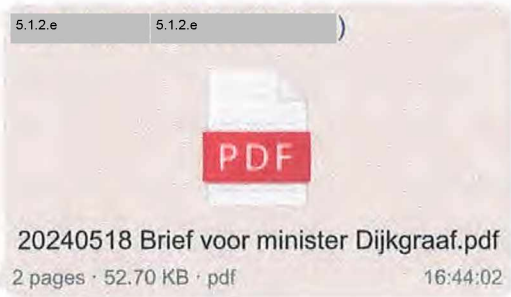 5.1.2.e 5.1.2.e )
PDF
20240518 Brief voor minister Dijkgraaf.pdf
2 pages · 52.70 KB · pdf 16:44:02